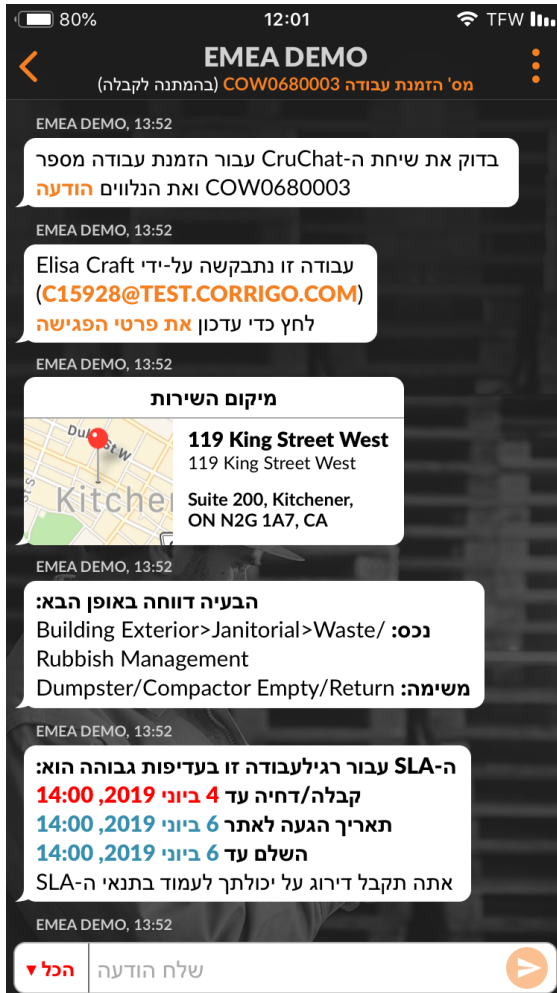 80%
12:01
TFW
EMEA DEMO
מס' הזמנת עבודה COW0680003 (בהמתנה לקבלה)
EMEA DEMO, 13:52
בדוק את שיחת ה-CruChat עבור הזמנת עבודה מספר
COW0680003 ואת הנלווים הודעה
EMEA DEMO, 13:52
עבודה זו נתבקשה על-ידי Elisa Craft
(C15928@TEST.CORRIGO.COM)
לחץ כדי עדכון את פרטי הפגישה
EMEA DEMO, 13:52
מיקום השירות
Duke St W
Kitche
119 King Street West
119 King Street West
Suite 200, Kitchener,
ON N2G 1A7, CA
EMEA DEMO, 13:52
הבעיה דווחה באופן הבא:
נכס: Building Exterior>Janitorial>Waste/
Rubbish Management
משימה: Dumpster/Compactor Empty/Return
EMEA DEMO, 13:52
ה-SLA עבור רגילעבודה זו בעדיפות גבוהה הוא:
קבלה/דחיה עד 4 ביוני 2019, 14:00
תאריך הגעה לאתר 6 ביוני 2019, 14:00
השלם עד 6 ביוני 2019, 14:00
אתה תקבל דירוג על יכולתך לעמוד בתנאי ה-SLA
EMEA DEMO, 13:52
הכל
שלח הודעה